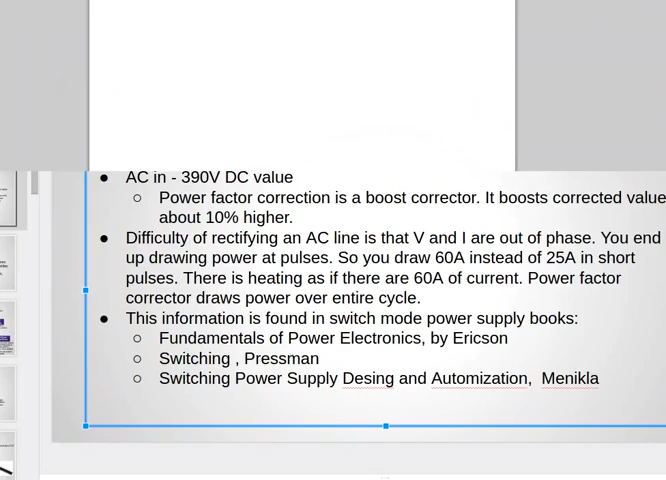 ● AC in - 390V DC value
○ Power factor correction is a boost corrector. It boosts corrected value
about 10% higher.
● Difficulty of rectifying an AC line is that V and I are out of phase. You end
up drawing power at pulses. So you draw 60A instead of 25A in short
pulses. There is heating as if there are 60A of current. Power factor
corrector draws power over entire cycle.
● This information is found in switch mode power supply books:
○ Fundamentals of Power Electronics, by Ericson
○ Switching , Pressman
○ Switching Power Supply Desing and Automization,  Menikla